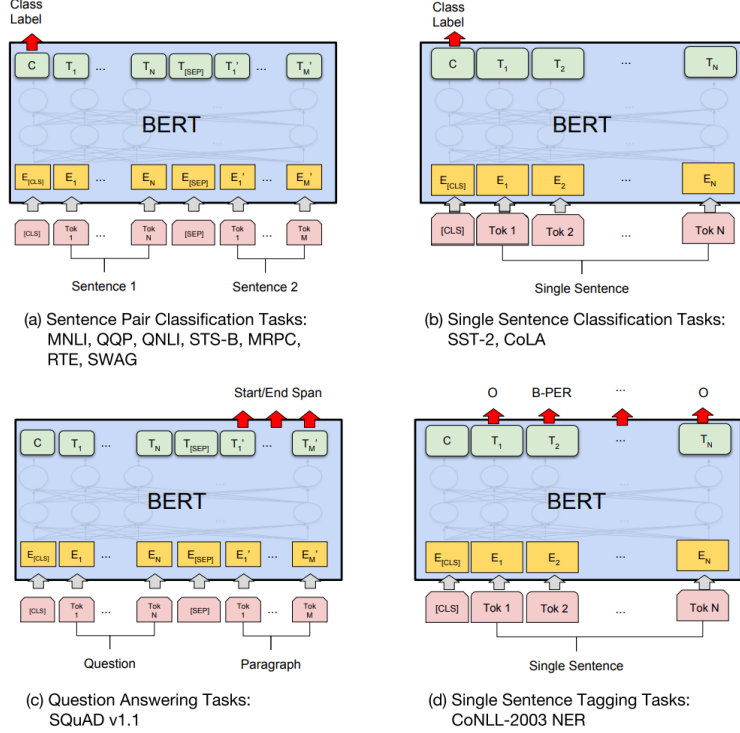 Class
Label
C T1 ... TN T[SEP] T1' ... TM'
...
BERT
...
E[CLS] E1 ... EN E[SEP] E1' ... EM'
[CLS] Tok 1 ... Tok N [SEP] Tok 1 ... Tok M
Sentence 1 Sentence 2
(a) Sentence Pair Classification Tasks:
MNLI, QQP, QNLI, STS-B, MRPC,
RTE, SWAG
Class
Label
C T1 T2 ... TN
...
BERT
...
E[CLS] E1 E2 ... EN
[CLS] Tok 1 Tok 2 ... Tok N
Single Sentence
(b) Single Sentence Classification Tasks:
SST-2, CoLA
Start/End Span
C T1 ... TN T[SEP] T1' ... TM'
...
BERT
...
E[CLS] E1 ... EN E[SEP] E1' ... EM'
[CLS] Tok 1 ... Tok N [SEP] Tok 1 ... Tok M
Question Paragraph
(c) Question Answering Tasks:
SQuAD v1.1
O B-PER ... O
C T1 T2 ... TN
...
BERT
...
E[CLS] E1 E2 ... EN
[CLS] Tok 1 Tok 2 ... Tok N
Single Sentence
(d) Single Sentence Tagging Tasks:
CoNLL-2003 NER